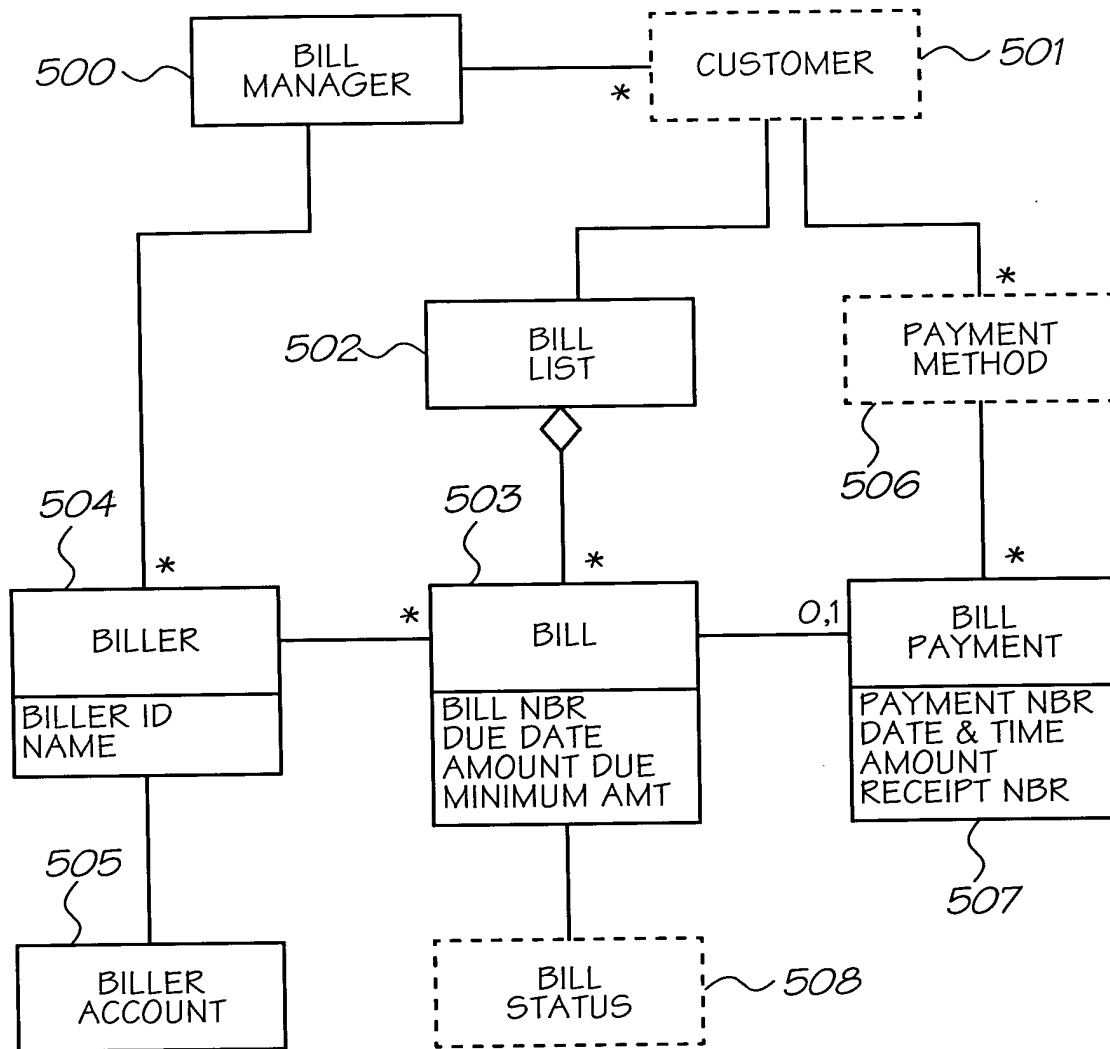 500
BILL
MANAGER
*
CUSTOMER
501
502
BILL
LIST
*
PAYMENT
METHOD
506
504
*
503
*
*
BILLER
*
BILL
0,1
BILL
PAYMENT
BILLER ID
NAME
BILL NBR
DUE DATE
AMOUNT DUE
MINIMUM AMT
PAYMENT NBR
DATE & TIME
AMOUNT
RECEIPT NBR
507
505
BILLER
ACCOUNT
BILL
STATUS
508